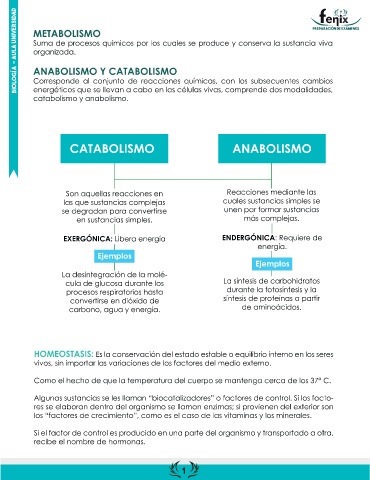 BIOLOGÍA - AULA UNIVERSIDAD
fenix
PREPARACIÓN DE EXÁMENES
METABOLISMO
Suma de procesos químicos por los cuales se produce y conserva la sustancia viva
organizada.
ANABOLISMO Y CATABOLISMO
Corresponde al conjunto de reacciones químicas, con los subsecuentes cambios
energéticos que se llevan a cabo en las células vivas, comprende dos modalidades,
catabolismo y anabolismo.
CATABOLISMO
Son aquellas reacciones en
las que sustancias complejas
se degradan para convertirse
en sustancias simples.
EXERGÓNICA: Libera energía
Ejemplos
La desintegración de la molé-
cula de glucosa durante los
procesos respiratorios hasta
convertirse en dióxido de
carbono, agua y energía.
ANABOLISMO
Reacciones mediante las
cuales sustancias simples se
unen par formar sustancias
más complejas.
ENDERGÓNICA: Requiere de
energía.
Ejemplos
La síntesis de carbohidratos
durante la fotosíntesis y la
síntesis de proteínas a partir
de aminoácidos.
HOMEOSTASIS: Es la conservación del estado estable o equilibrio interno en los seres
vivos, sin importar las variaciones de los factores del medio externo.
Como el hecho de que la temperatura del cuerpo se mantenga cerca de los 37° C.
Algunas sustancias se les llaman "biocatalizadores" o factores de control. Si los facto-
res se elaboran dentro del organismo se llaman enzimas; si provienen del exterior son
los "factores de crecimiento", como es el caso de las vitaminas y los minerales.
Si el factor de control es producido en una parte del organismo y transportado a otra,
recibe el nombre de hormonas.
1